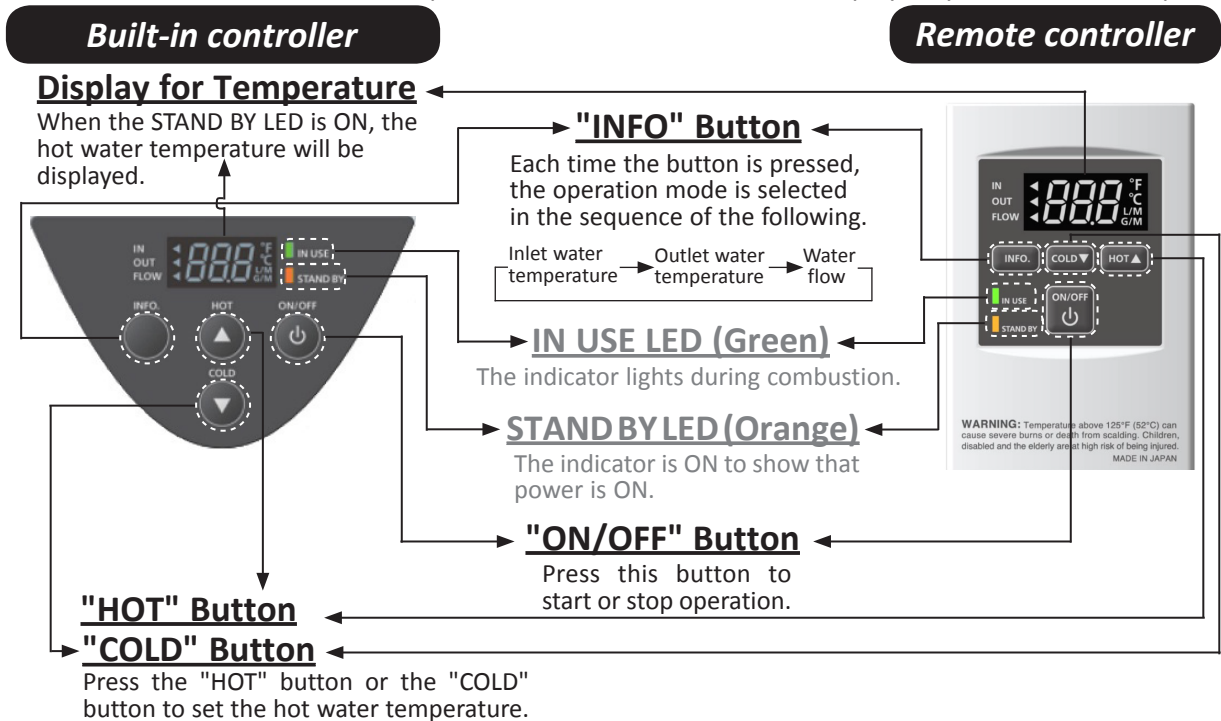 Built-in controller
Remote controller
Display for Temperature
When the STAND BY LED is ON, the
hot water temperature will be
displayed.
"INFO" Button
Each time the button is pressed,
the operation mode is selected
in the sequence of the following.
Inlet water
temperature
Outlet water
temperature
Water
flow
IN
OUT
FLOW
888
°F
°C
L/M
G/M
IN USE
STAND BY
INFO.
HOT
ON/OFF
COLD
IN
OUT
FLOW
888
°F
°C
L/M
G/M
INFO.
COLD▼
HOT▲
IN USE
ON/OFF
STAND BY
WARNING: Temperature above 125°F (52°C) can
cause severe burns or death from scalding. Children,
disabled and the elderly are at high risk of being injured.
MADE IN JAPAN
IN USE LED (Green)
The indicator lights during combustion.
STAND BY LED (Orange)
The indicator is ON to show that
power is ON.
"ON/OFF" Button
Press this button to
start or stop operation.
"HOT" Button
"COLD" Button
Press the "HOT" button or the "COLD"
button to set the hot water temperature.